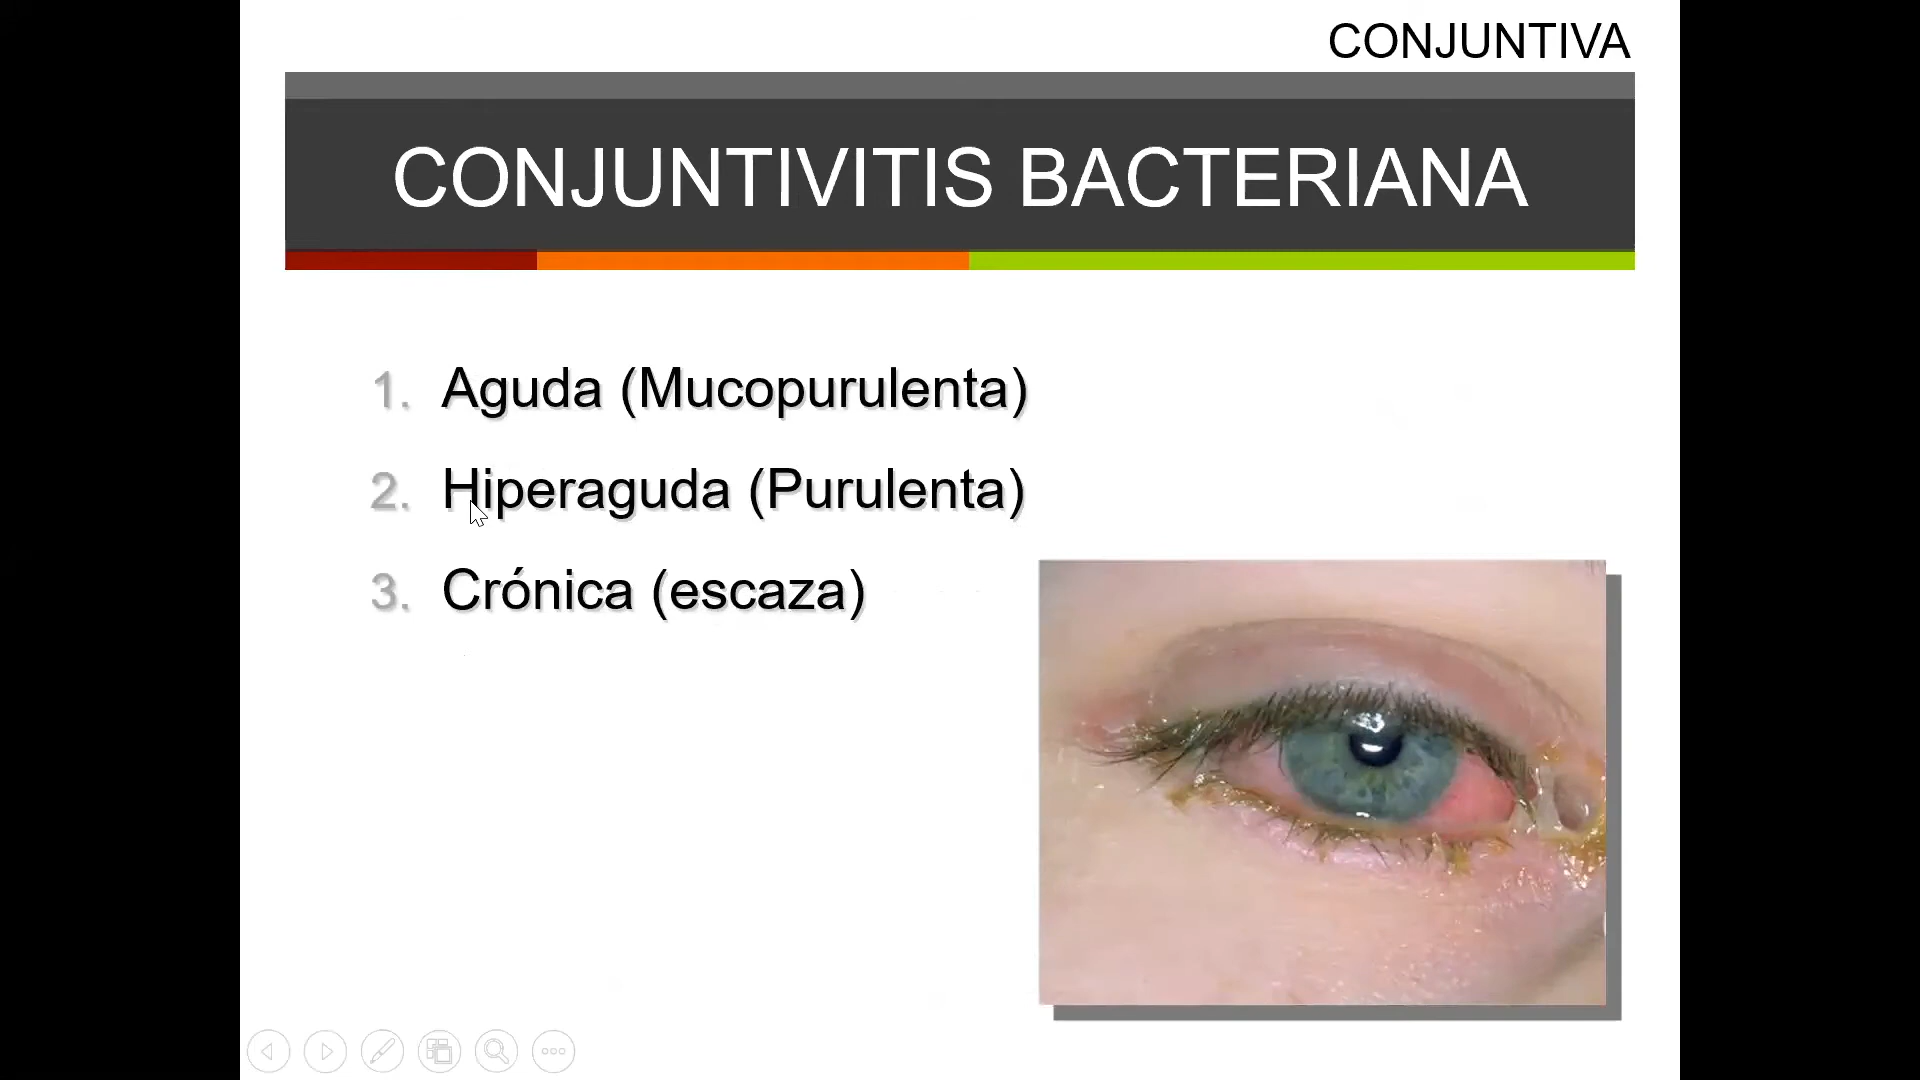 CONJUNTIVA
CONJUNTIVITIS BACTERIANA
1. Aguda (Mucopurulenta)
2. Hiperaguda (Purulenta)
3. Crónica (escaza)